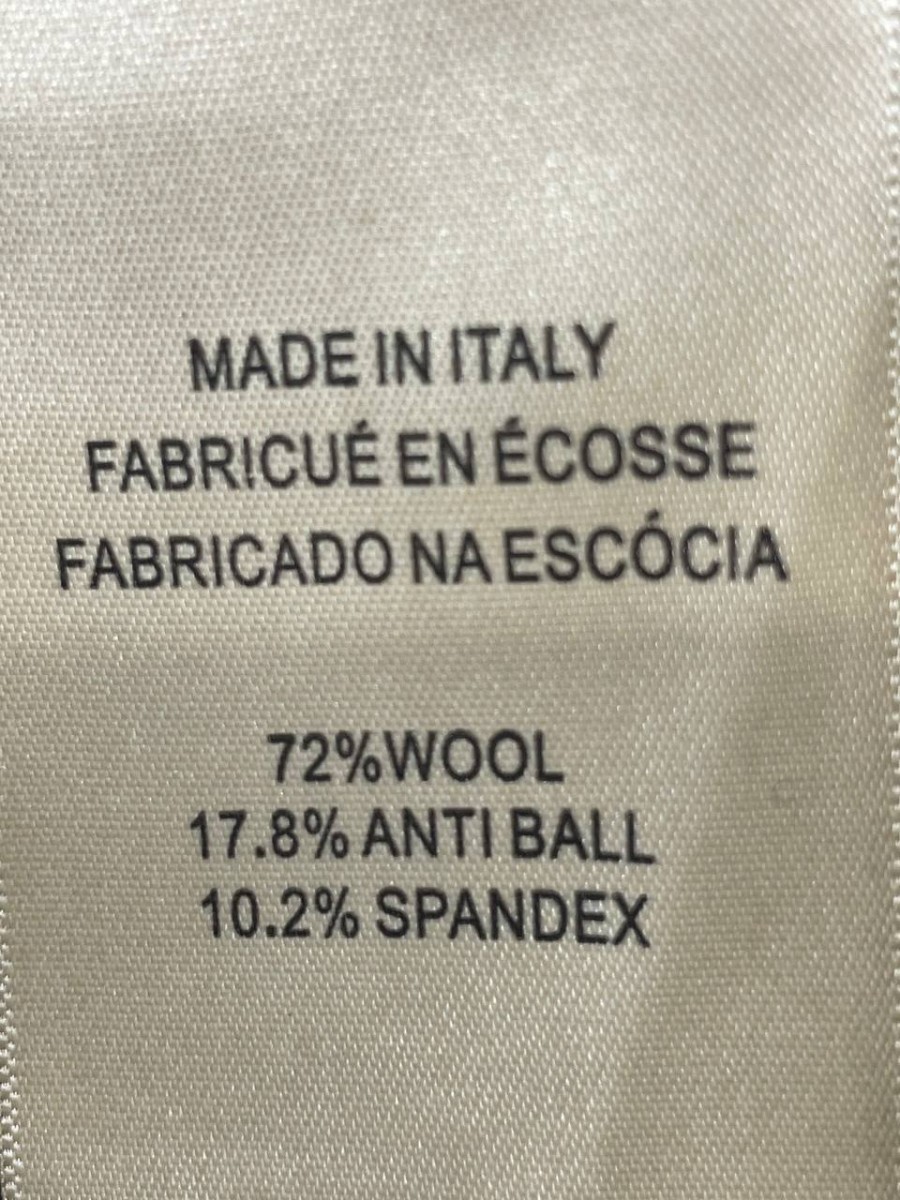 MADE IN ITALY
FABRICUÉ EN ÉCOSSE
FABRICADO NA ESCÓCIA
72%WOOL
17.8% ANTI BALL
10.2% SPANDEX